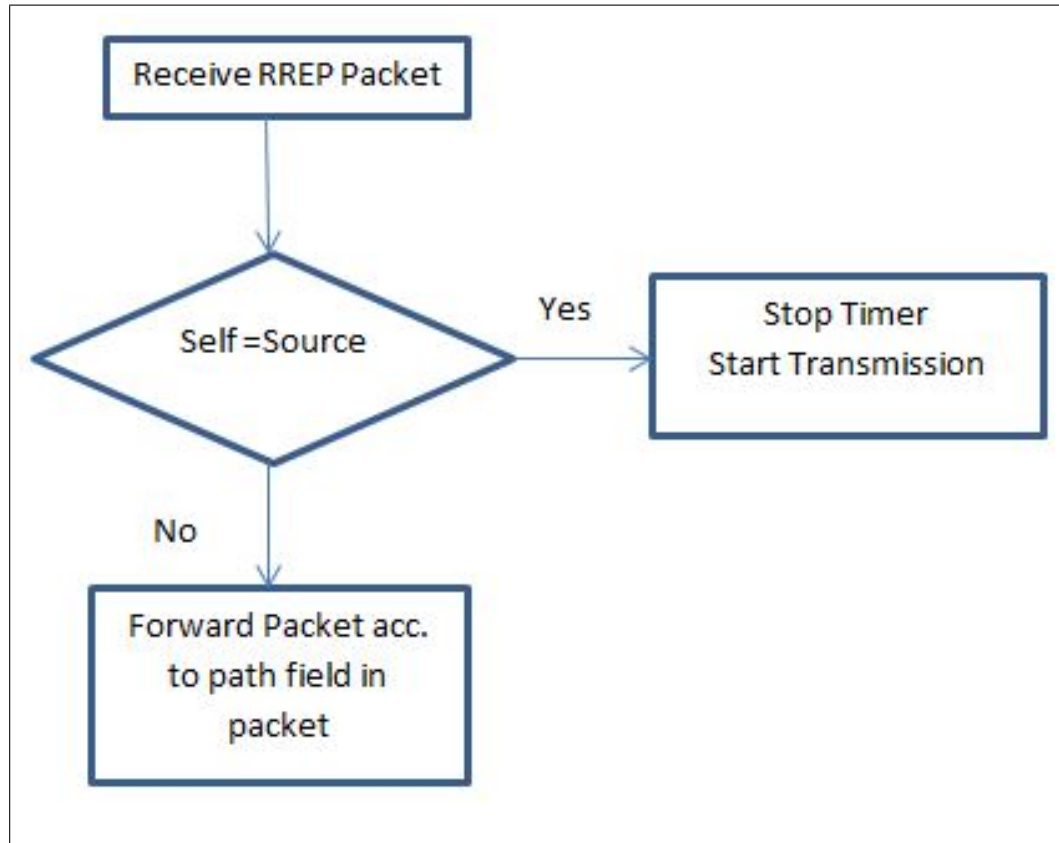 Receive RREP Packet
Self =Source
Yes
Stop Timer
Start Transmission
No
Forward Packet acc.
to path field in
packet